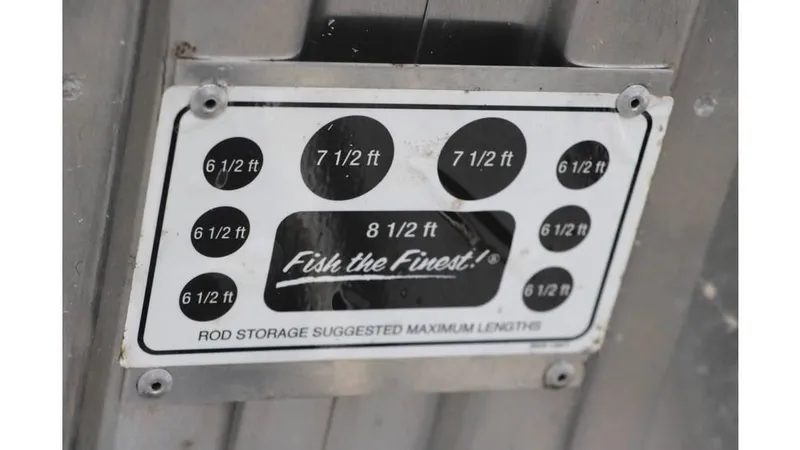 6 1/2 ft
7 1/2 ft
7 1/2 ft
6 1/2 ft
6 1/2 ft
8 1/2 ft
6 1/2 ft
Fish the Finest!®
6 1/2 ft
6 1/2 ft
ROD STORAGE SUGGESTED MAXIMUM LENGTHS